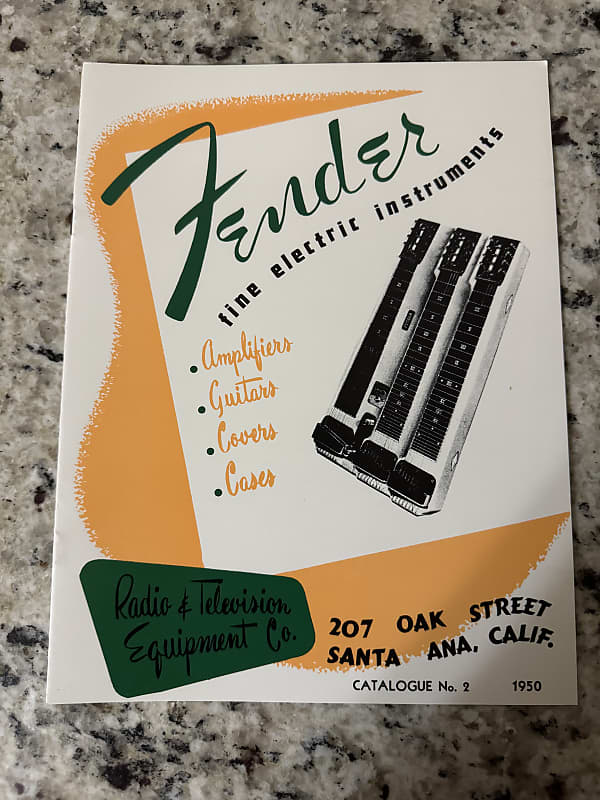 Fender
fine electric instruments
• Amplifiers
• Guitars
• Covers
• Cases
Radio & Television
Equipment Co.
207 OAK STREET
SANTA ANA, CALIF.
CATALOGUE No. 2 1950